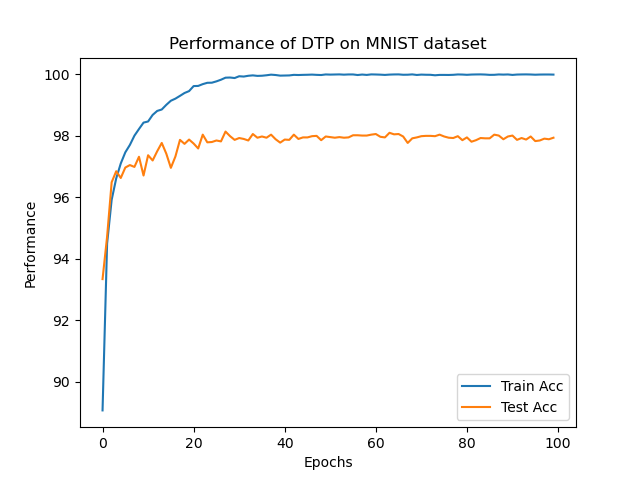 Performance of DTP on MNIST dataset
Performance
100
98
96
94
92
90
Train Acc
Test Acc
0 20 40 60 80 100
Epochs